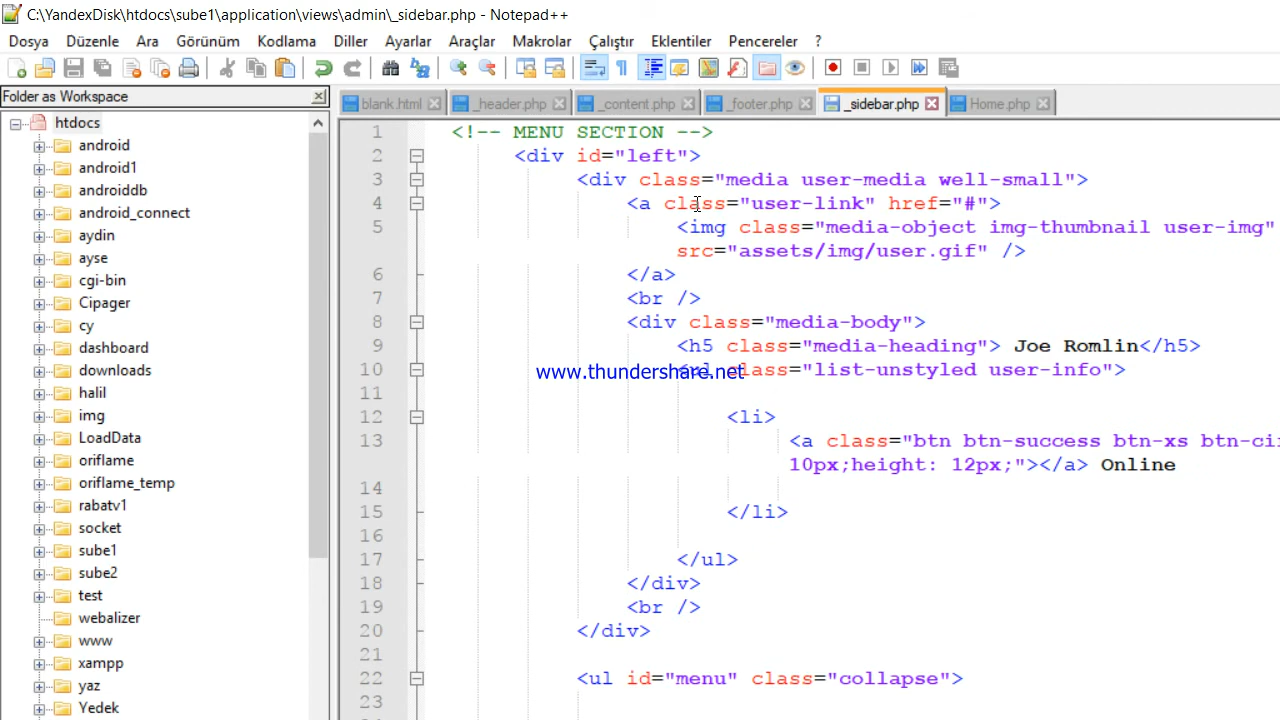 C:\YandexDisk\htdocs\sube1\application\views\admin\_sidebar.php - Notepad++
Dosya Düzenle Ara Görünüm Kodlama Diller Ayarlar Araçlar Makrolar Çalıştır Eklentiler Pencereler ?
Folder as Workspace
htdocs
android
android1
androiddb
android_connect
aydin
ayse
cgi-bin
Cipager
cy
dashboard
downloads
halil
img
LoadData
oriflame
oriflame_temp
rabatv1
socket
sube1
sube2
test
webalizer
www
xampp
yaz
Yedek
blank.html _header.php _content.php _footer.php _sidebar.php Home.php
1 <!-- MENU SECTION -->
2 <div id="left">
3 <div class="media user-media well-small">
4 <a class="user-link" href="#">
5 <img class="media-object img-thumbnail user-img"
src="assets/img/user.gif" />
6 </a>
7 <br />
8 <div class="media-body">
9 <h5 class="media-heading"> Joe Romlin</h5>
10 <ul class="list-unstyled user-info">
www.thundershare.net
11
12 <li>
13 <a class="btn btn-success btn-xs
10px;height: 12px;"></a> Online
14
15 </li>
16
17 </ul>
18 </div>
19 <br />
20 </div>
21
22 <ul id="menu" class="collapse">
23